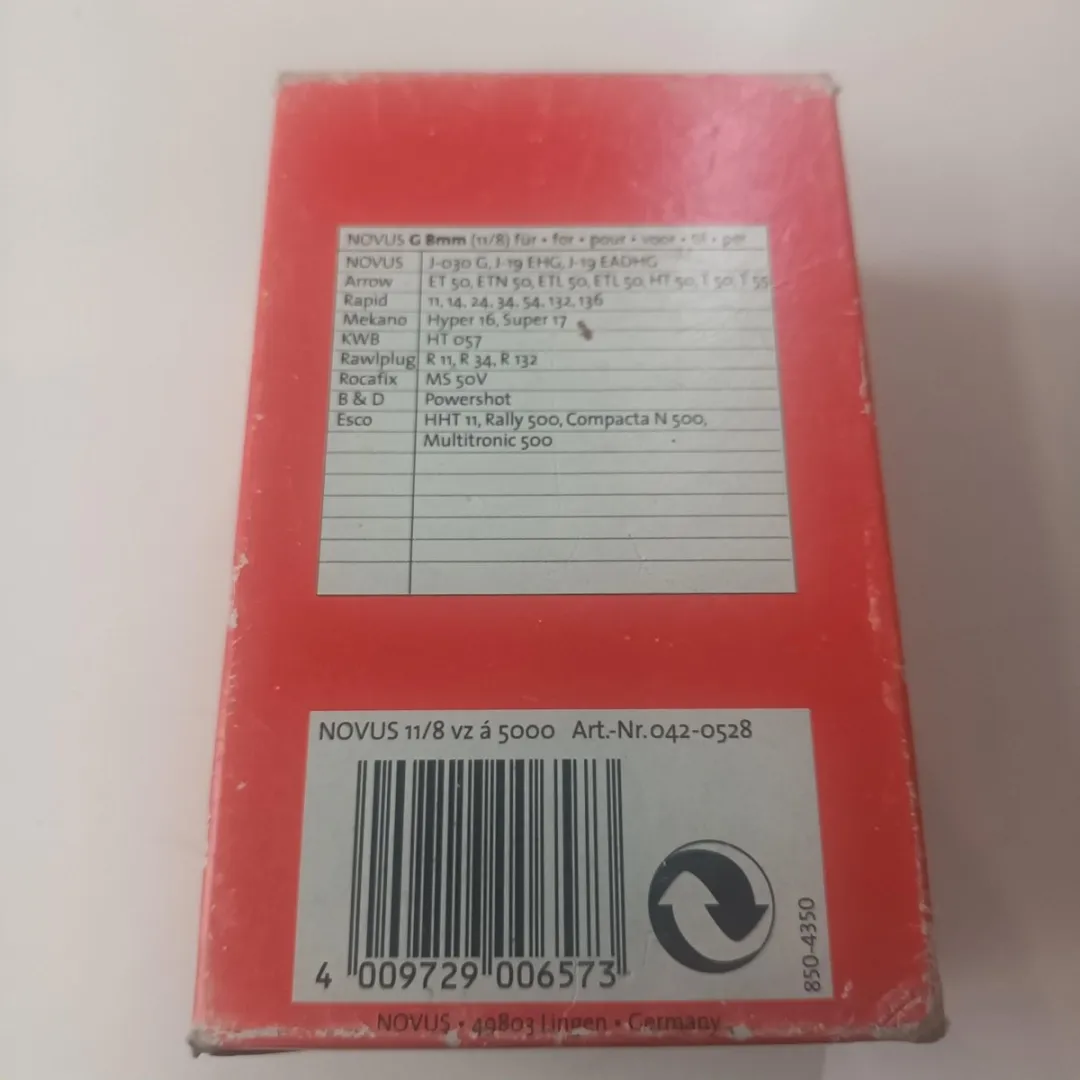 NOVUS G 8mm (11/8) für • for • pour • voor • til • per
NOVUS J-030 G, J-19 EHG, J-19 EADHG
Arrow ET 50, ETN 50, ETL 50, ETL 50, HT 50, T 50, T 55
Rapid 11, 14, 24, 34, 54, 132, 136
Mekano Hyper 16, Super 17
KWB HT 057
Rawlplug R 11, R 34, R 132
Rocafix MS 50V
B & D Powershot
Esco HHT 11, Rally 500, Compacta N 500,
Multitronic 500
NOVUS 11/8 vz á 5000 Art.-Nr. 042-0528
4 009729 006573
850-4350
NOVUS • 49803 Lingen • Germany